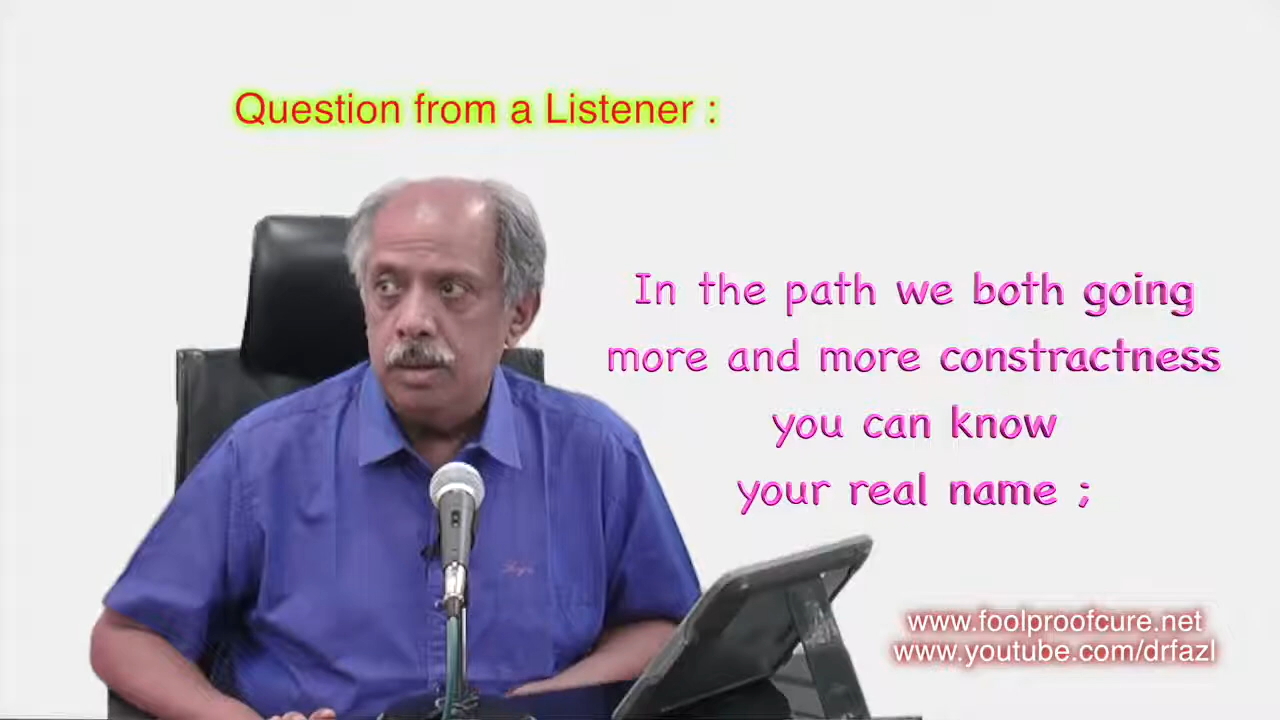 Question from a Listener :
In the path we both going
more and more constractness
you can know
your real name ;
www.foolproofcure.net
www.youtube.com/drfazl